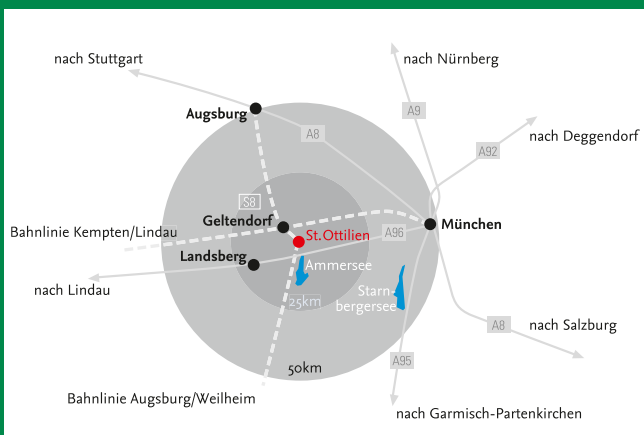 nach Stuttgart
nach Nürnberg
Augsburg
A9
A8
nach Deggendorf
A92
S8
Geltendorf
München
Bahnlinie Kempten/Lindau
St. Ottilien
A96
Landsberg
Ammersee
nach Lindau
Starn-
bergersee
25km
A8
nach Salzburg
A95
50km
Bahnlinie Augsburg/Weilheim
nach Garmisch-Partenkirchen